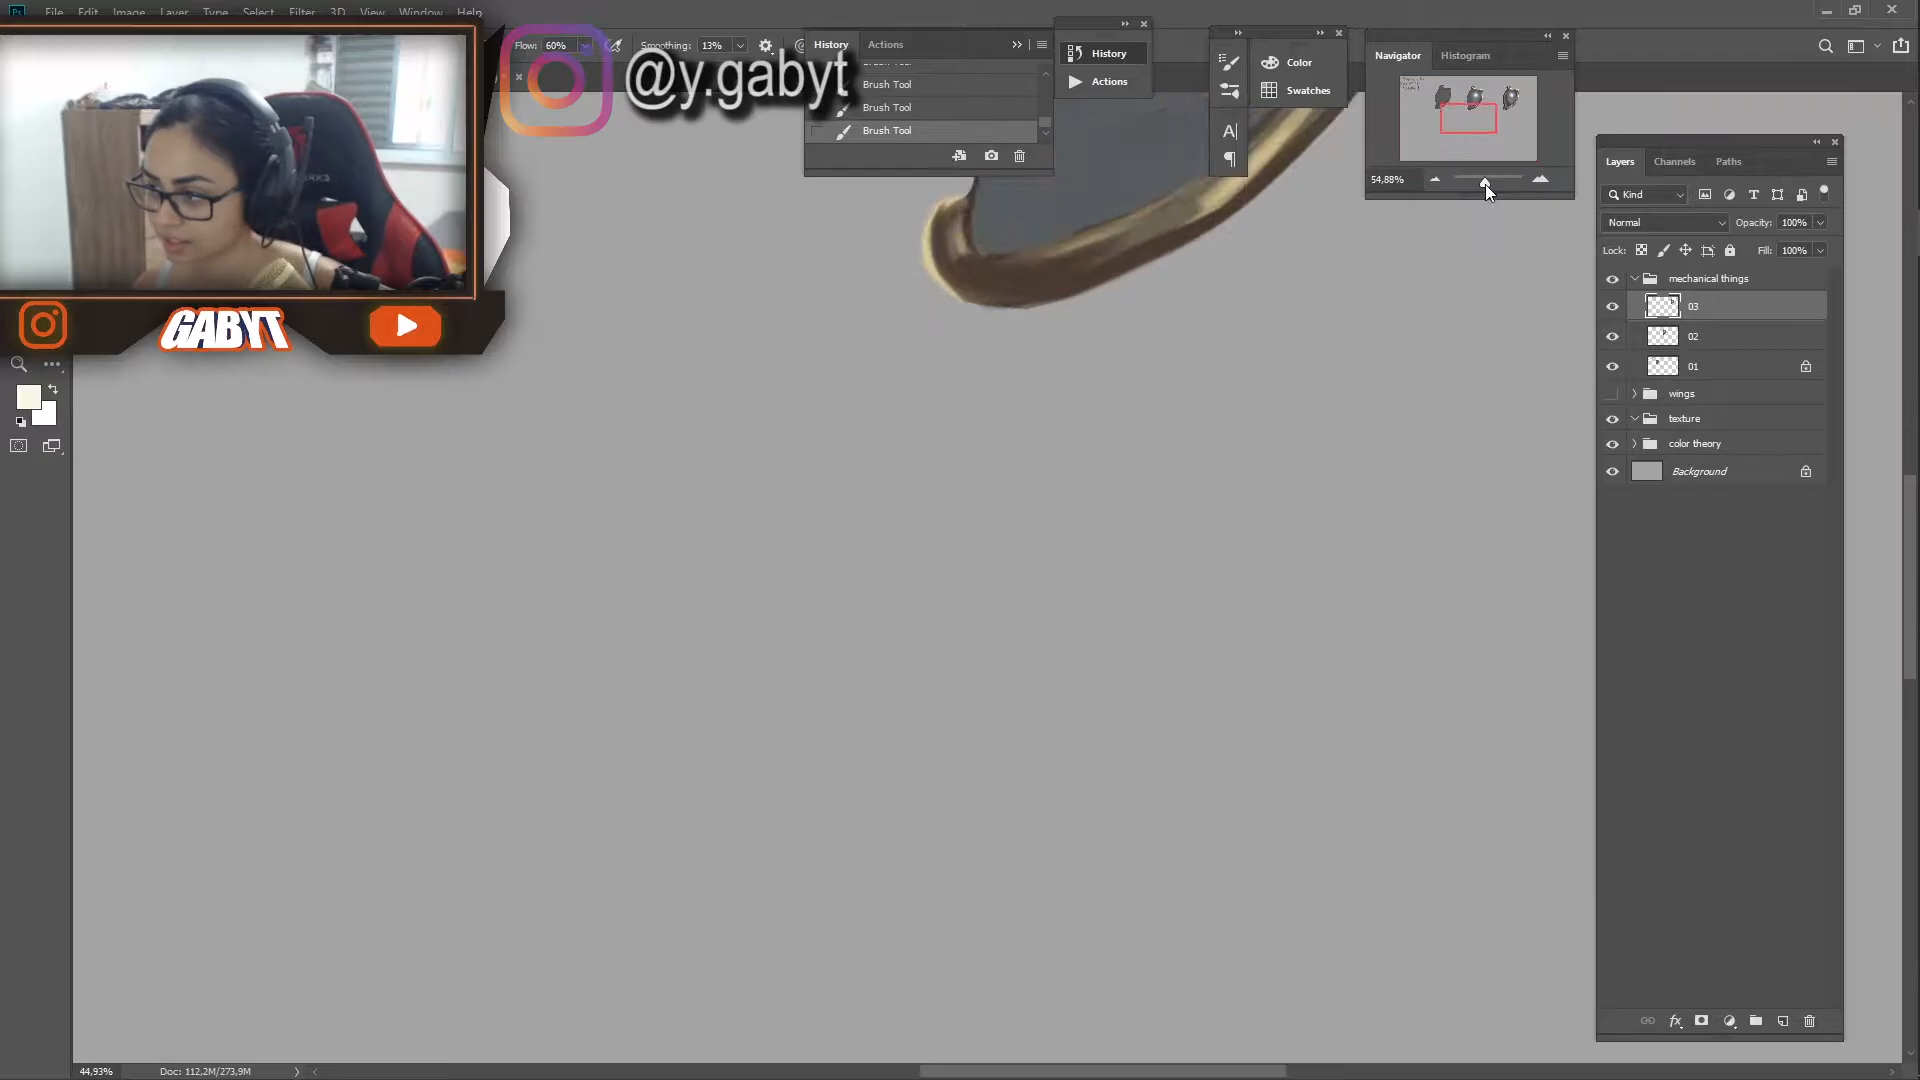 Ps File Edit Image Layer Type Select Filter 3D View Window Help
Flow: 60% Smoothing: 13%
@y.gabyt
GABYT
History Actions
Brush Tool
Brush Tool
Brush Tool
History
Actions
Color
Swatches
A
Navigator Histogram
54,88%
Layers Channels Paths
Kind
Normal Opacity: 100%
Lock: Fill: 100%
mechanical things
03
02
01
wings
texture
color theory
Background
fx
44,93% Doc: 112,2M/273,9M